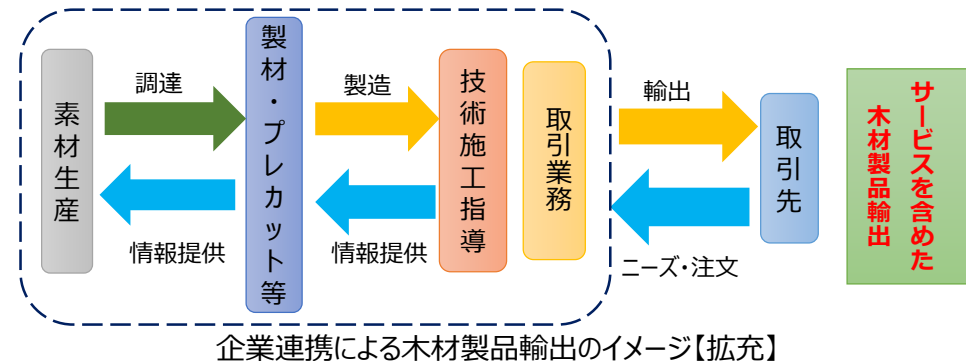 素材生産
調達
情報提供
製材・プレカット等
製造
情報提供
技術施工指導
取引業務
輸出
ニーズ・注文
取引先
サービスを含めた
木材製品輸出
企業連携による木材製品輸出のイメージ【拡充】